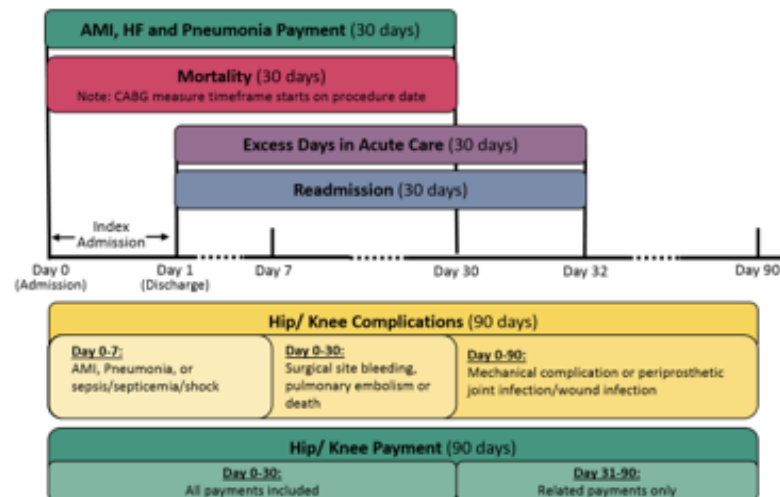 AMI, HF and Pneumonia Payment (30 days)
Mortality (30 days)
Note: CABG measure timeframe starts on procedure date
Excess Days in Acute Care (30 days)
Readmission (30 days)
Index
Admission
Day 0
(Admission)
Day 1
(Discharge)
Day 7
Day 30
Day 32
Day 90
Hip/ Knee Complications (90 days)
Day 0-7:
AMI, Pneumonia, or
sepsis/septicemia/shock
Day 0-30:
Surgical site bleeding,
pulmonary embolism or
death
Day 0-90:
Mechanical complication or periprosthetic
joint infection/wound infection
Hip/ Knee Payment (90 days)
Day 0-30:
All payments included
Day 31-90:
Related payments only